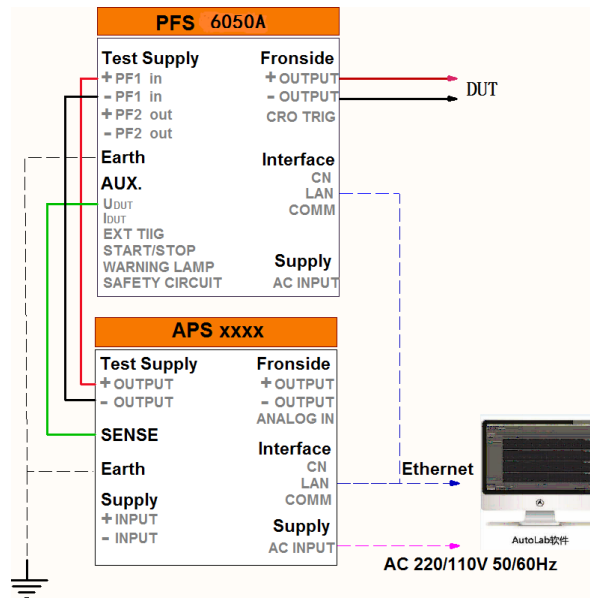 PFS 6050A
Test Supply
+ PF1 in
- PF1 in
+ PF2 out
- PF2 out
Earth
AUX.
UDUT
IDUT
EXT TIIG
START/STOP
WARNING LAMP
SAFETY CIRCUIT
Fronside
+ OUTPUT
- OUTPUT
CRO TRIG
Interface
CN
LAN
COMM
Supply
AC INPUT
DUT
APS xxxx
Test Supply
+ OUTPUT
- OUTPUT
SENSE
Earth
Supply
+ INPUT
- INPUT
Fronside
+ OUTPUT
- OUTPUT
ANALOG IN
Interface
CN
LAN
COMM
Supply
AC INPUT
Ethernet
AutoLab软件
AC 220/110V 50/60Hz